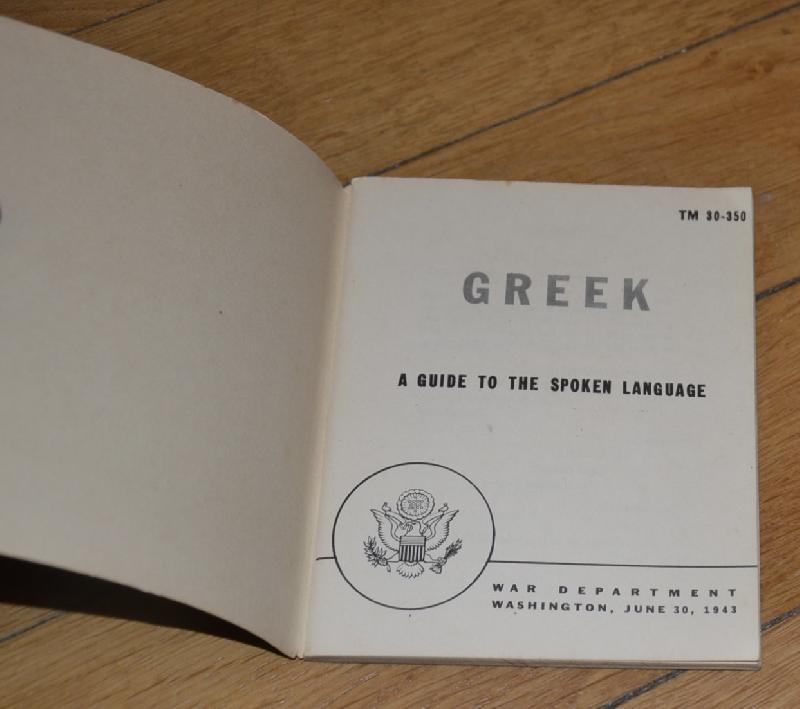 TM 30-350
GREEK
A GUIDE TO THE SPOKEN LANGUAGE
WAR DEPARTMENT
WASHINGTON, JUNE 30, 1943